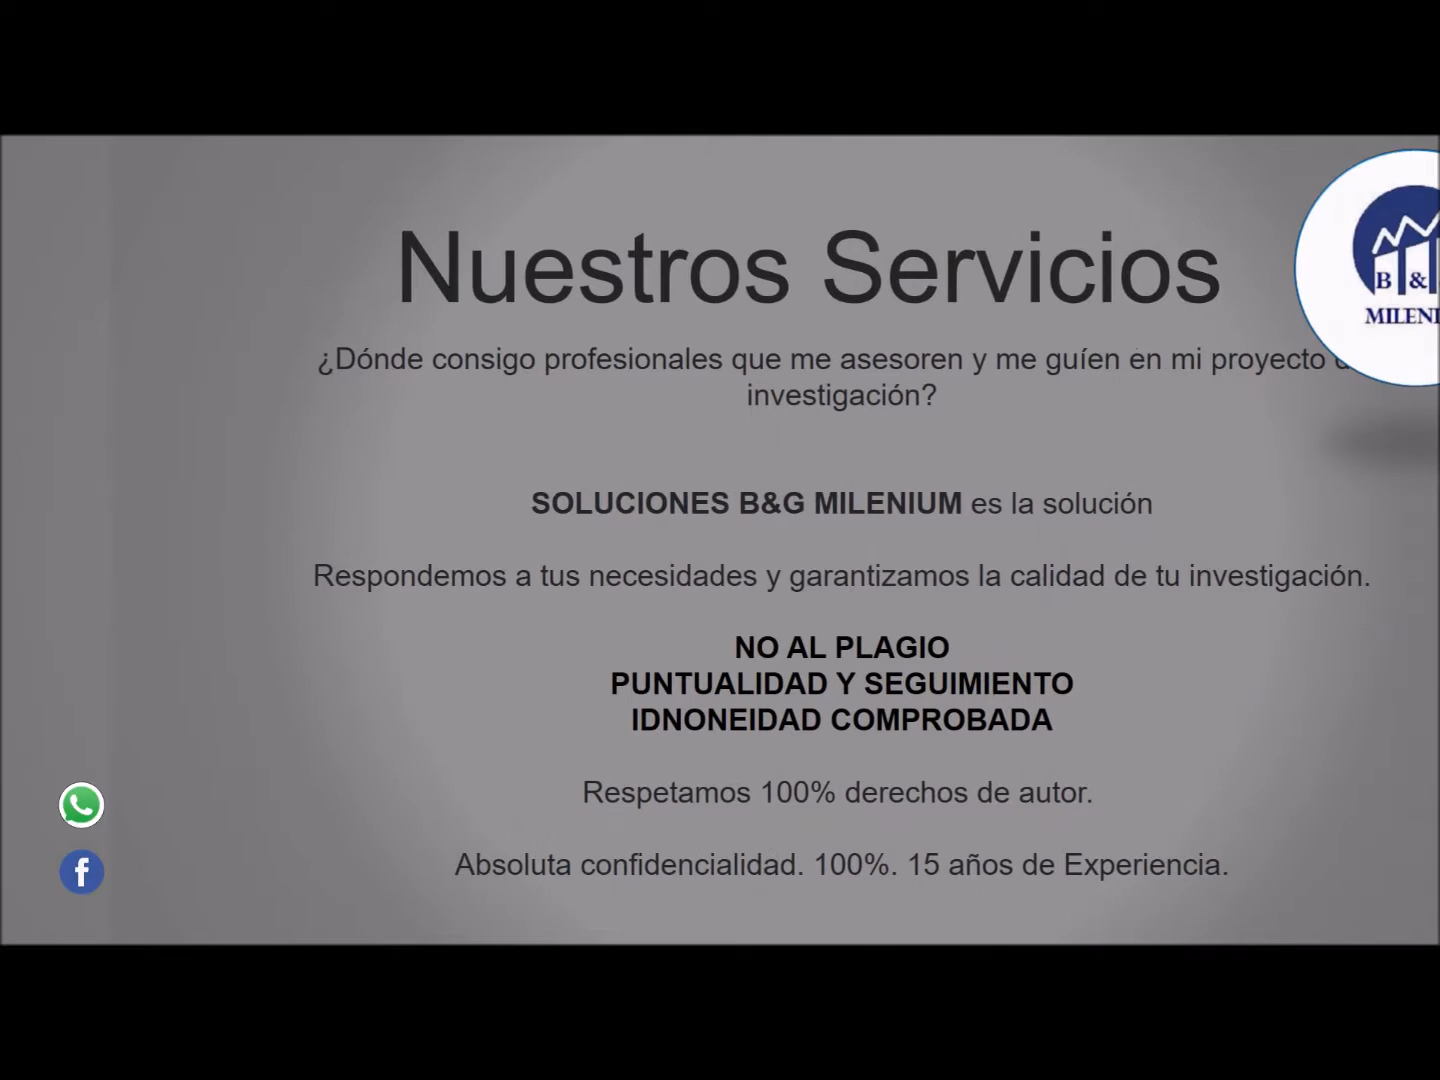 Nuestros Servicios
¿Dónde consigo profesionales que me asesoren y me guíen en mi proyecto
investigación?
SOLUCIONES B&G MILENIUM es la solución
Respondemos a tus necesidades y garantizamos la calidad de tu investigación.
NO AL PLAGIO
PUNTUALIDAD Y SEGUIMIENTO
IDNONEIDAD COMPROBADA
Respetamos 100% derechos de autor.
Absoluta confidencialidad. 100%. 15 años de Experiencia.
B &
MILENI